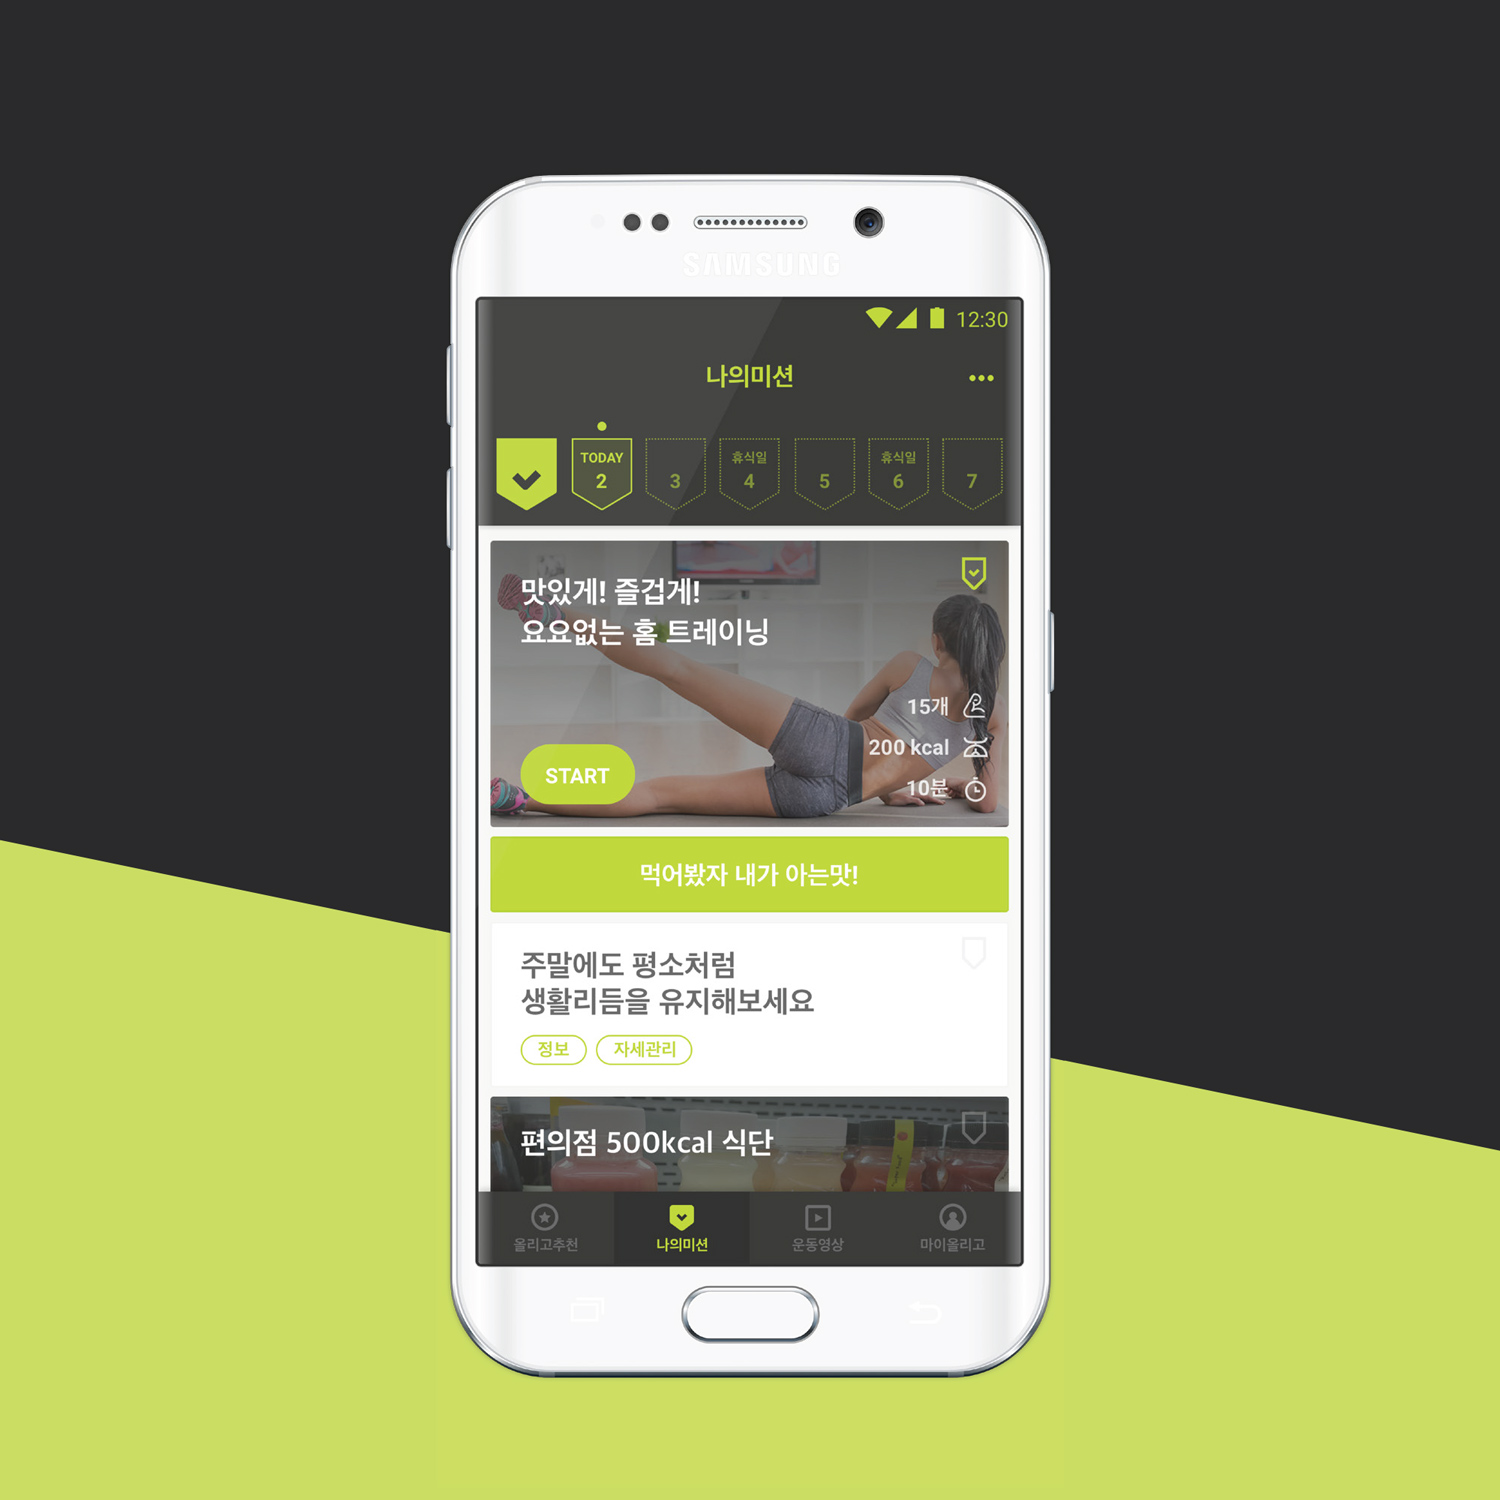 SAMSUNG
12:30
나의미션
TODAY
2
3
휴식일
4
5
휴식일
6
7
맛있게! 즐겁게!
요요없는 홈 트레이닝
15개
200 kcal
10분
START
먹어봤자 내가 아는맛!
주말에도 평소처럼
생활리듬을 유지해보세요
정보
자세관리
편의점 500kcal 식단
올리고추천
나의미션
운동영상
마이올리고